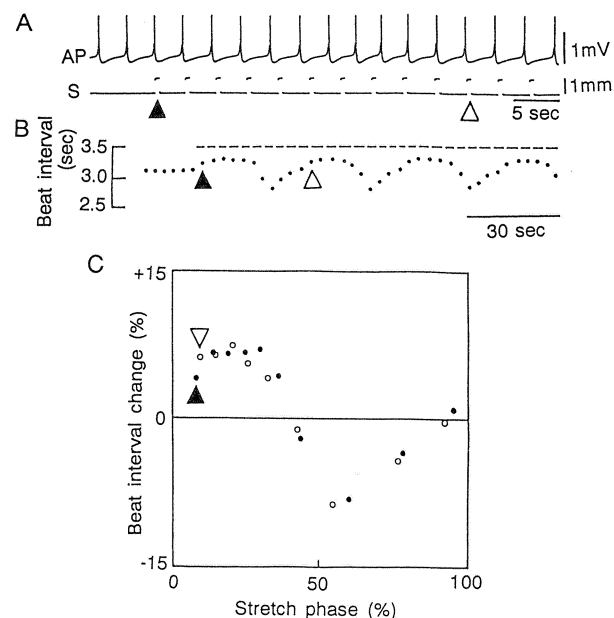 A
AP
1mV
S
1mm
5 sec
B
Beat interval
(sec)
3.5
3.0
2.5
30 sec
C
Beat interval change (%)
+15
0
-15
0
50
100
Stretch phase (%)